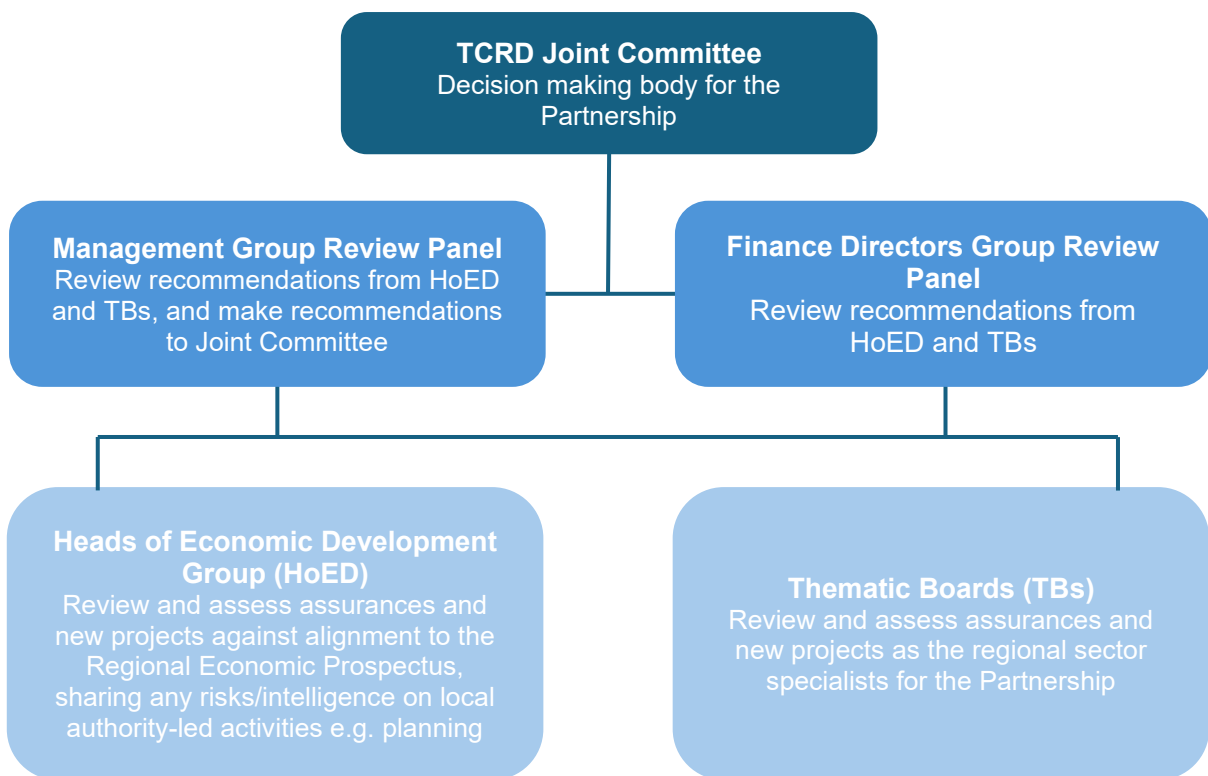 TCRD Joint Committee
Decision making body for the
Partnership
Management Group Review Panel
Review recommendations from HoED
and TBs, and make recommendations
to Joint Committee
Finance Directors Group Review
Panel
Review recommendations from
HoED and TBs
Heads of Economic Development
Group (HoED)
Review and assess assurances and
new projects against alignment to the
Regional Economic Prospectus,
sharing any risks/intelligence on local
authority-led activities e.g. planning
Thematic Boards (TBs)
Review and assess assurances and
new projects as the regional sector
specialists for the Partnership